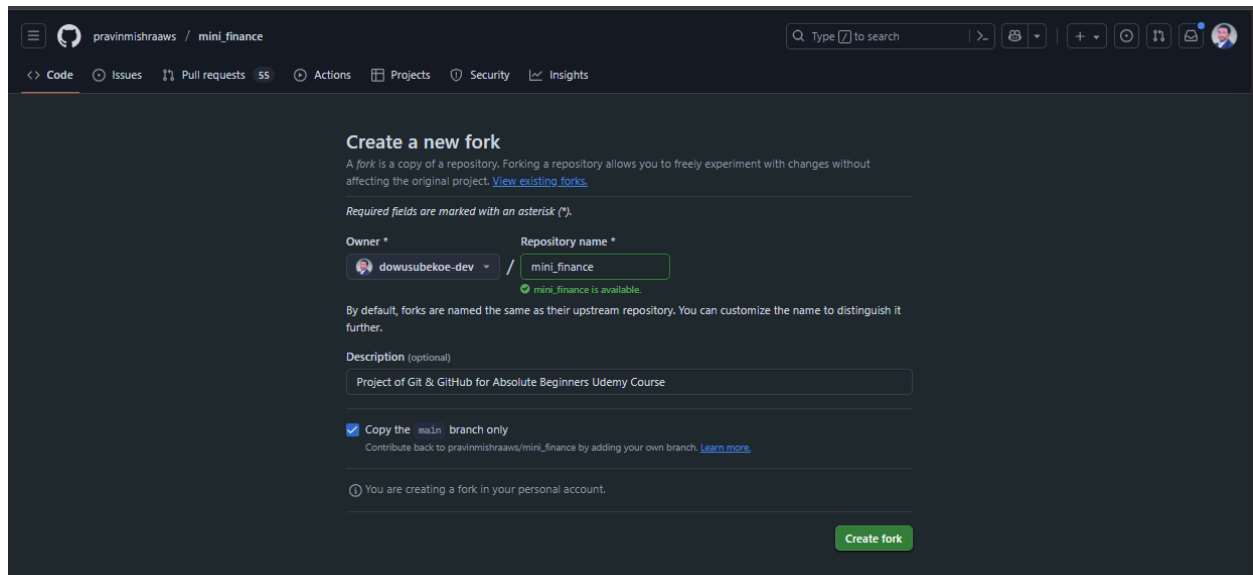 pravinmishraaws / mini_finance
Type / to search
<> Code Issues Pull requests 55 Actions Projects Security Insights
Create a new fork
A fork is a copy of a repository. Forking a repository allows you to freely experiment with changes without
affecting the original project. View existing forks.
Required fields are marked with an asterisk (*).
Owner * Repository name *
dowusubekoe-dev / mini_finance
mini_finance is available.
By default, forks are named the same as their upstream repository. You can customize the name to distinguish it
further.
Description (optional)
Project of Git & GitHub for Absolute Beginners Udemy Course
Copy the main branch only
Contribute back to pravinmishraaws/mini_finance by adding your own branch. Learn more.
You are creating a fork in your personal account.
Create fork